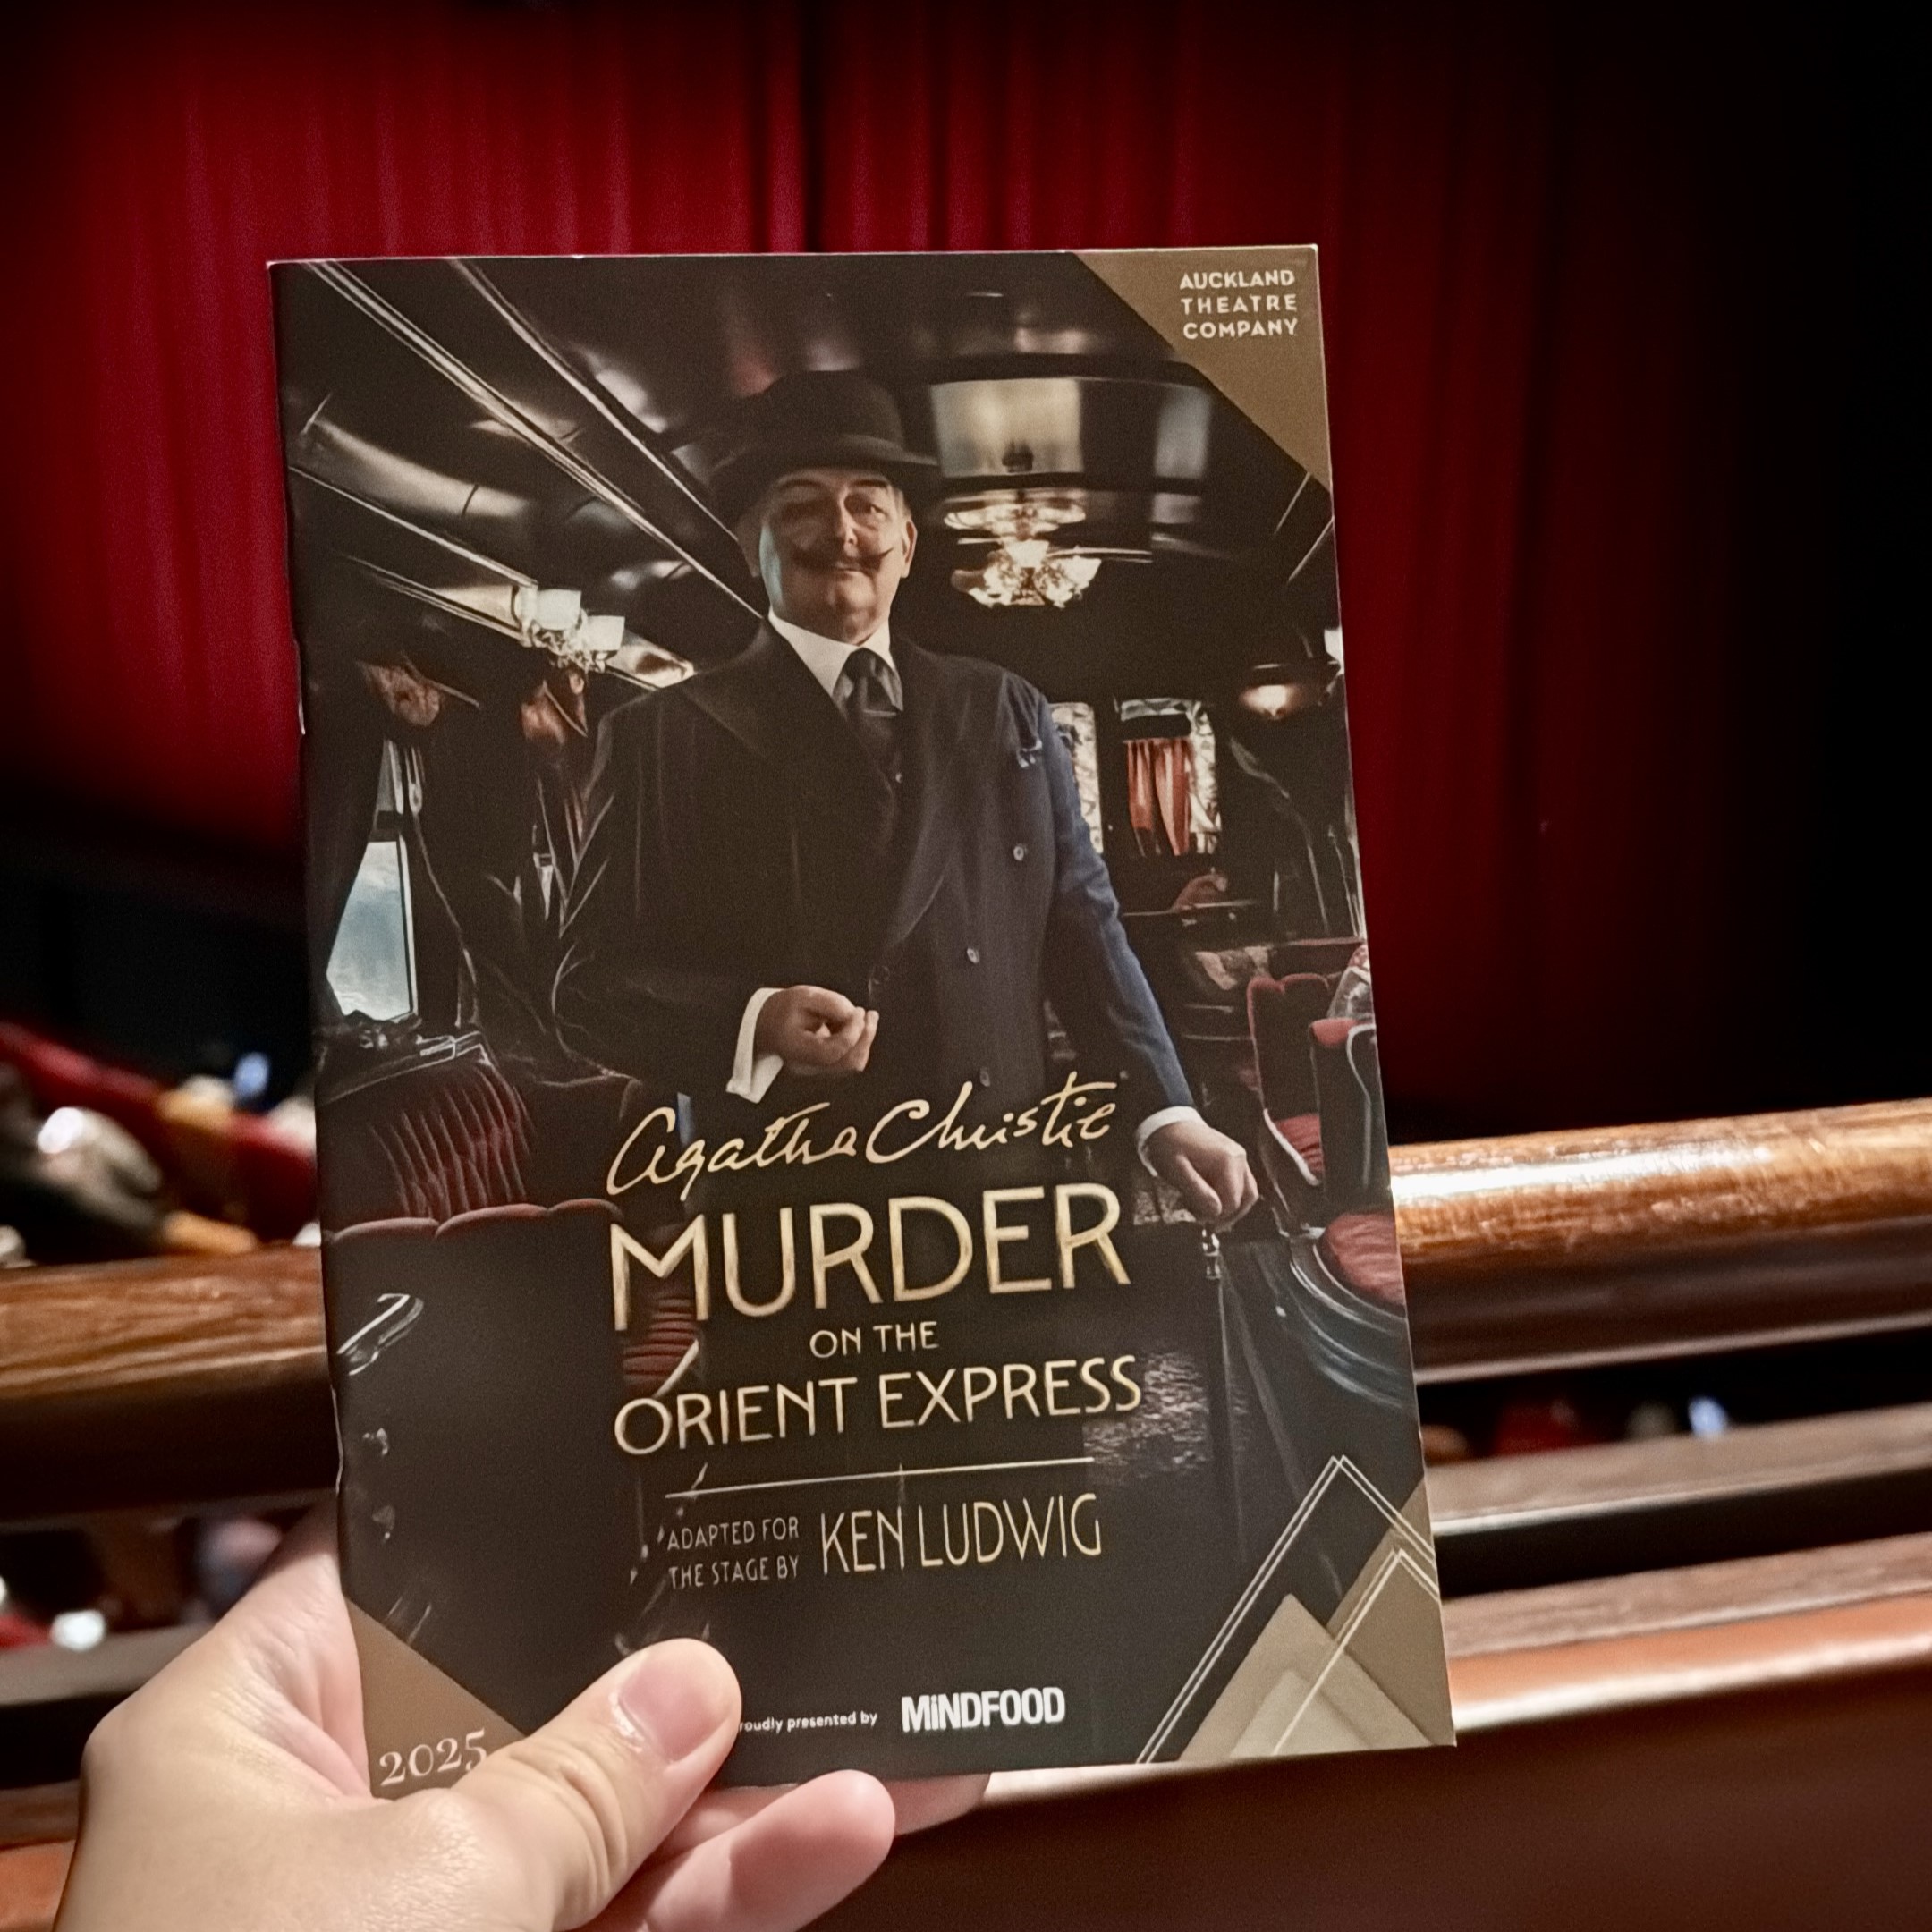 AUCKLAND
THEATRE
COMPANY
Agatha Christie
MURDER
ON THE
ORIENT EXPRESS
ADAPTED FOR
THE STAGE BY
KEN LUDWIG
roudly presented by MiNDFOOD
2025